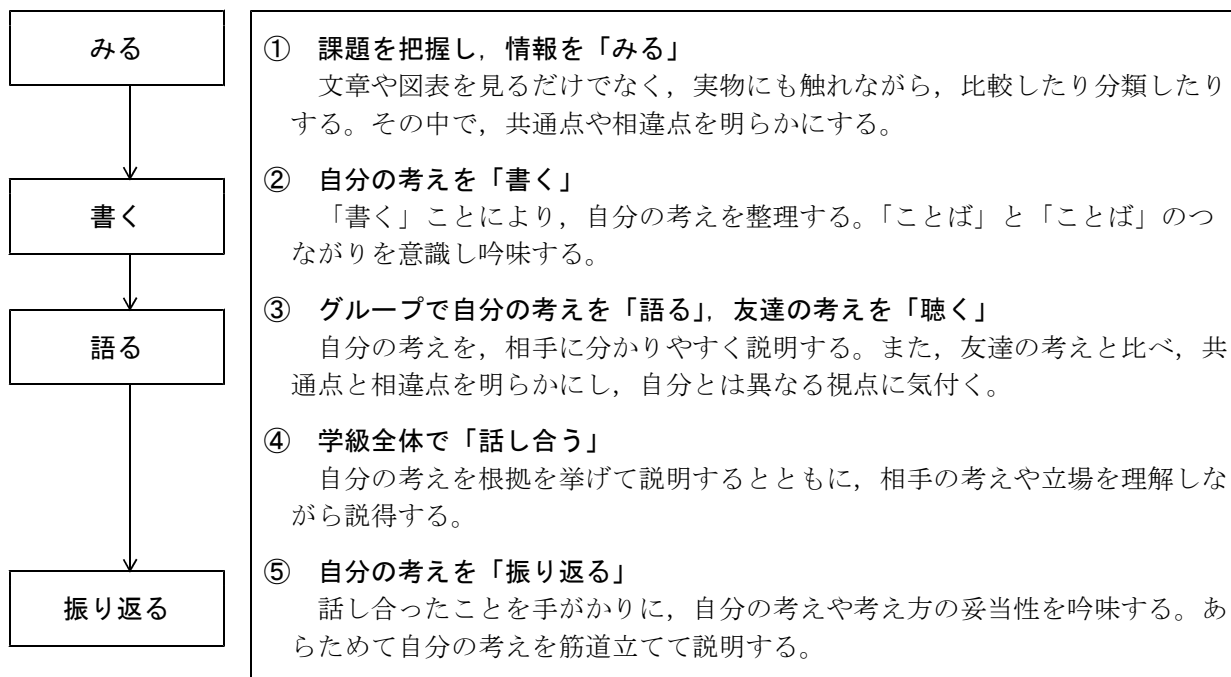 みる
① 課題を把握し，情報を「みる」
文章や図表を見るだけでなく，実物にも触れながら，比較したり分類したり
する。その中で，共通点や相違点を明らかにする。
書く
② 自分の考えを「書く」
「書く」ことにより，自分の考えを整理する。「ことば」と「ことば」のつ
ながりを意識し吟味する。
語る
③ グループで自分の考えを「語る」，友達の考えを「聴く」
自分の考えを，相手に分かりやすく説明する。また，友達の考えと比べ，共
通点と相違点を明らかにし，自分とは異なる視点に気付く。
④ 学級全体で「話し合う」
自分の考えを根拠を挙げて説明するとともに，相手の考えや立場を理解しな
がら説得する。
振り返る
⑤ 自分の考えを「振り返る」
話し合ったことを手がかりに，自分の考えや考え方の妥当性を吟味する。あ
らためて自分の考えを筋道立てて説明する。